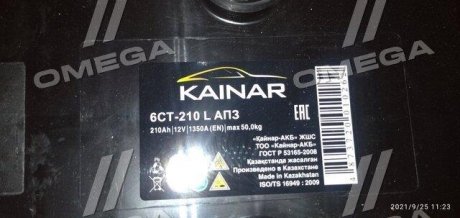 OMEGA
OMEGA
OMEGA
KAINAR
6CT-210 L АПЗ
210Ah | 12V | 1350A (EN) | max 50,0kg
EAC
«Қайнар-АКБ» ЖШС
ТОО «Кайнар-АКБ»
ГОСТ Р 53165-2008
Қазақстанда жасалған
Произведено в Казахстане
Made in Kazakhstan
ISO/TS 16949 : 2009
2021/9/25 11:23